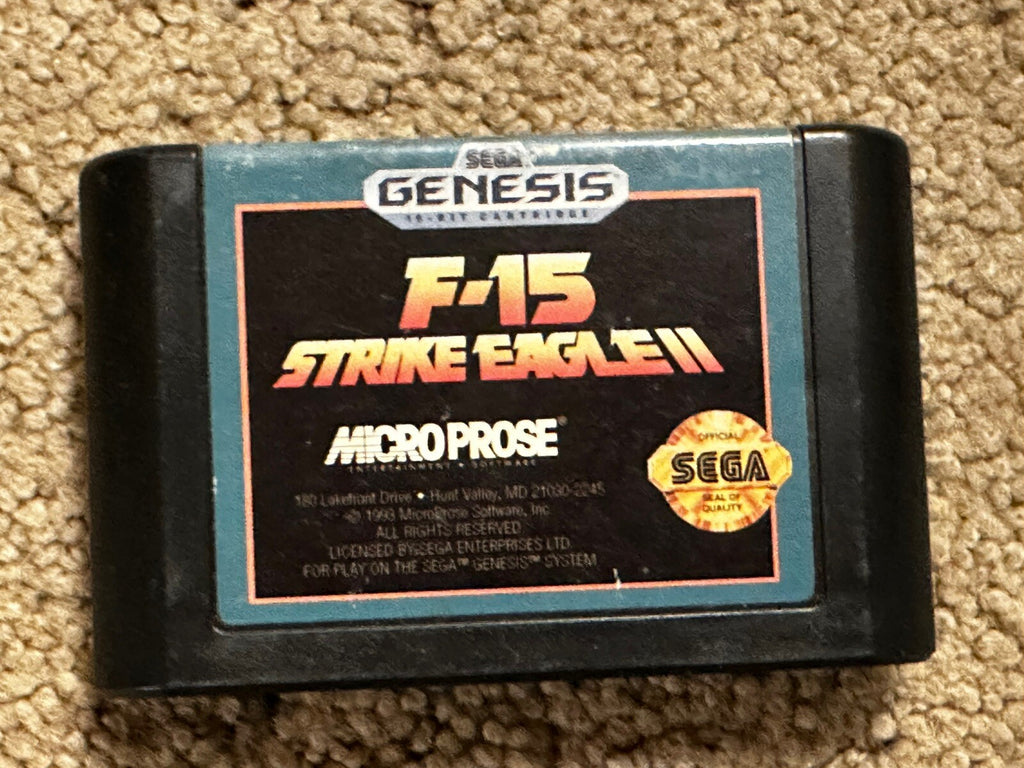 SEGA
GENESIS
16-BIT CARTRIDGE
F-15
STRIKE EAGLE II
MICROPROSE®
ENTERTAINMENT • SOFTWARE
180 Lakefront Drive • Hunt Valley, MD 21030-2245
© 1993 MicroProse Software, Inc.
ALL RIGHTS RESERVED
LICENSED BY SEGA ENTERPRISES LTD.
FOR PLAY ON THE SEGA™ GENESIS™ SYSTEM
OFFICIAL
SEGA
SEAL OF
QUALITY